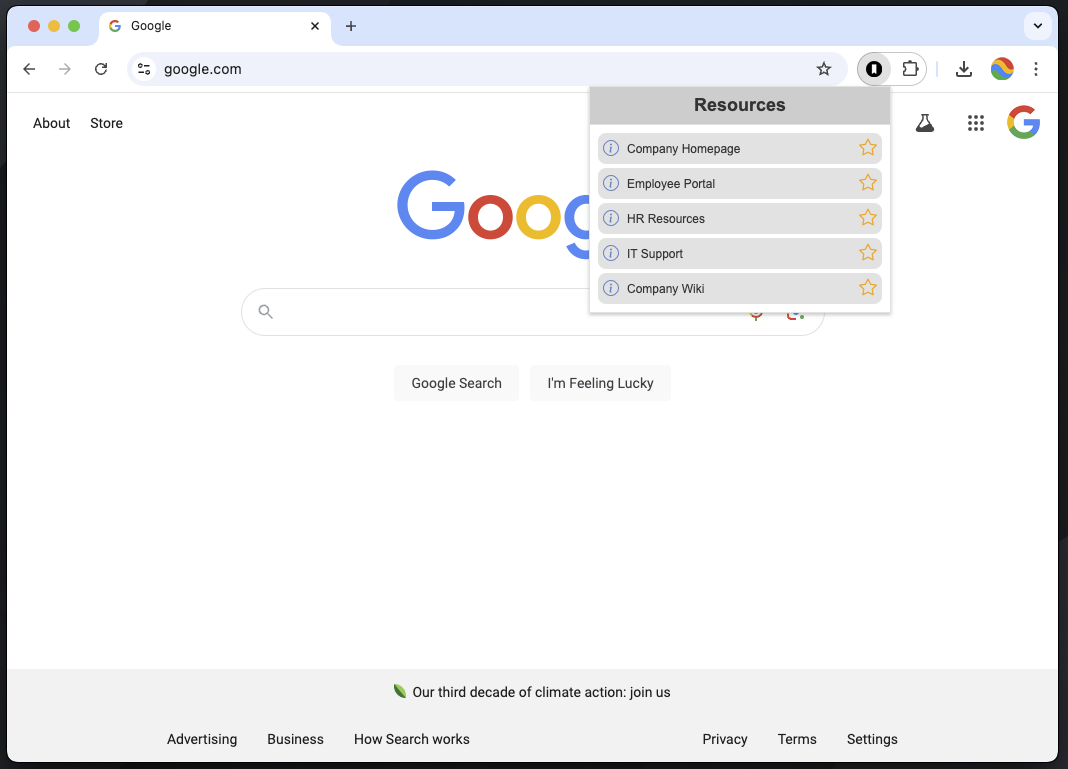 Google
google.com
About Store
Resources
Company Homepage
Employee Portal
HR Resources
IT Support
Company Wiki
Goog
Google Search I'm Feeling Lucky
Our third decade of climate action: join us
Advertising Business How Search works Privacy Terms Settings